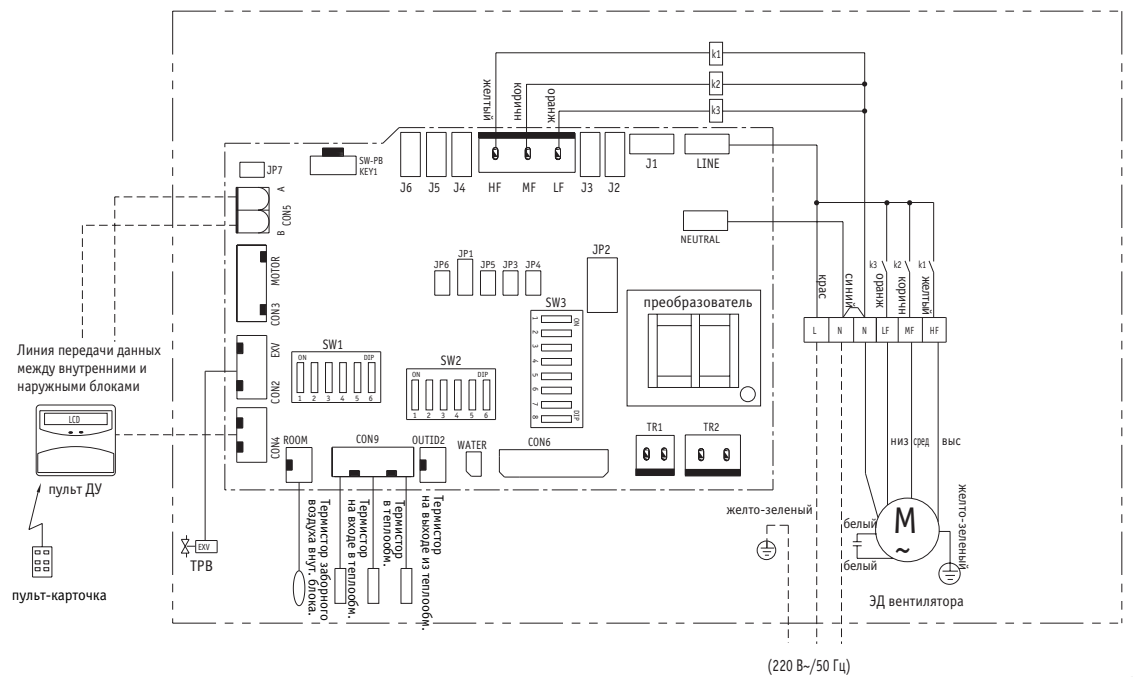 k1
k2
k3
желтый
коричн
оранж
SW-PB
KEY1
J6
J5
J4
HF
MF
LF
J3
J2
J1
LINE
JP7
A
B
CON5
NEUTRAL
MOTOR
CON3
JP6
JP1
JP5
JP3
JP4
JP2
SW3
ON
1
2
3
4
5
6
7
8
DIP
преобразователь
крас
синий
k3
оранж
k2
коричн
k1
желтый
L
N
N
LF
MF
HF
Линия передачи данных
между внутренними и
наружными блоками
EXV
CON2
SW1
ON
DIP
1 2 3 4 5 6
SW2
ON
DIP
1 2 3 4 5 6
LCD
CON4
пульт ДУ
ROOM
CON9
OUTID2
WATER
CON6
TR1
TR2
низ
сред
выс
Термистор заборного
воздуха внут. блока.
Термистор
на входе в теплообм.
Термистор
в теплообм.
Термистор
на выходе из теплообм.
EXV
ТРВ
пульт-карточка
желто-зеленый
белый
белый
M
~
желто-зеленый
ЭД вентилятора
(220 В~/50 Гц)